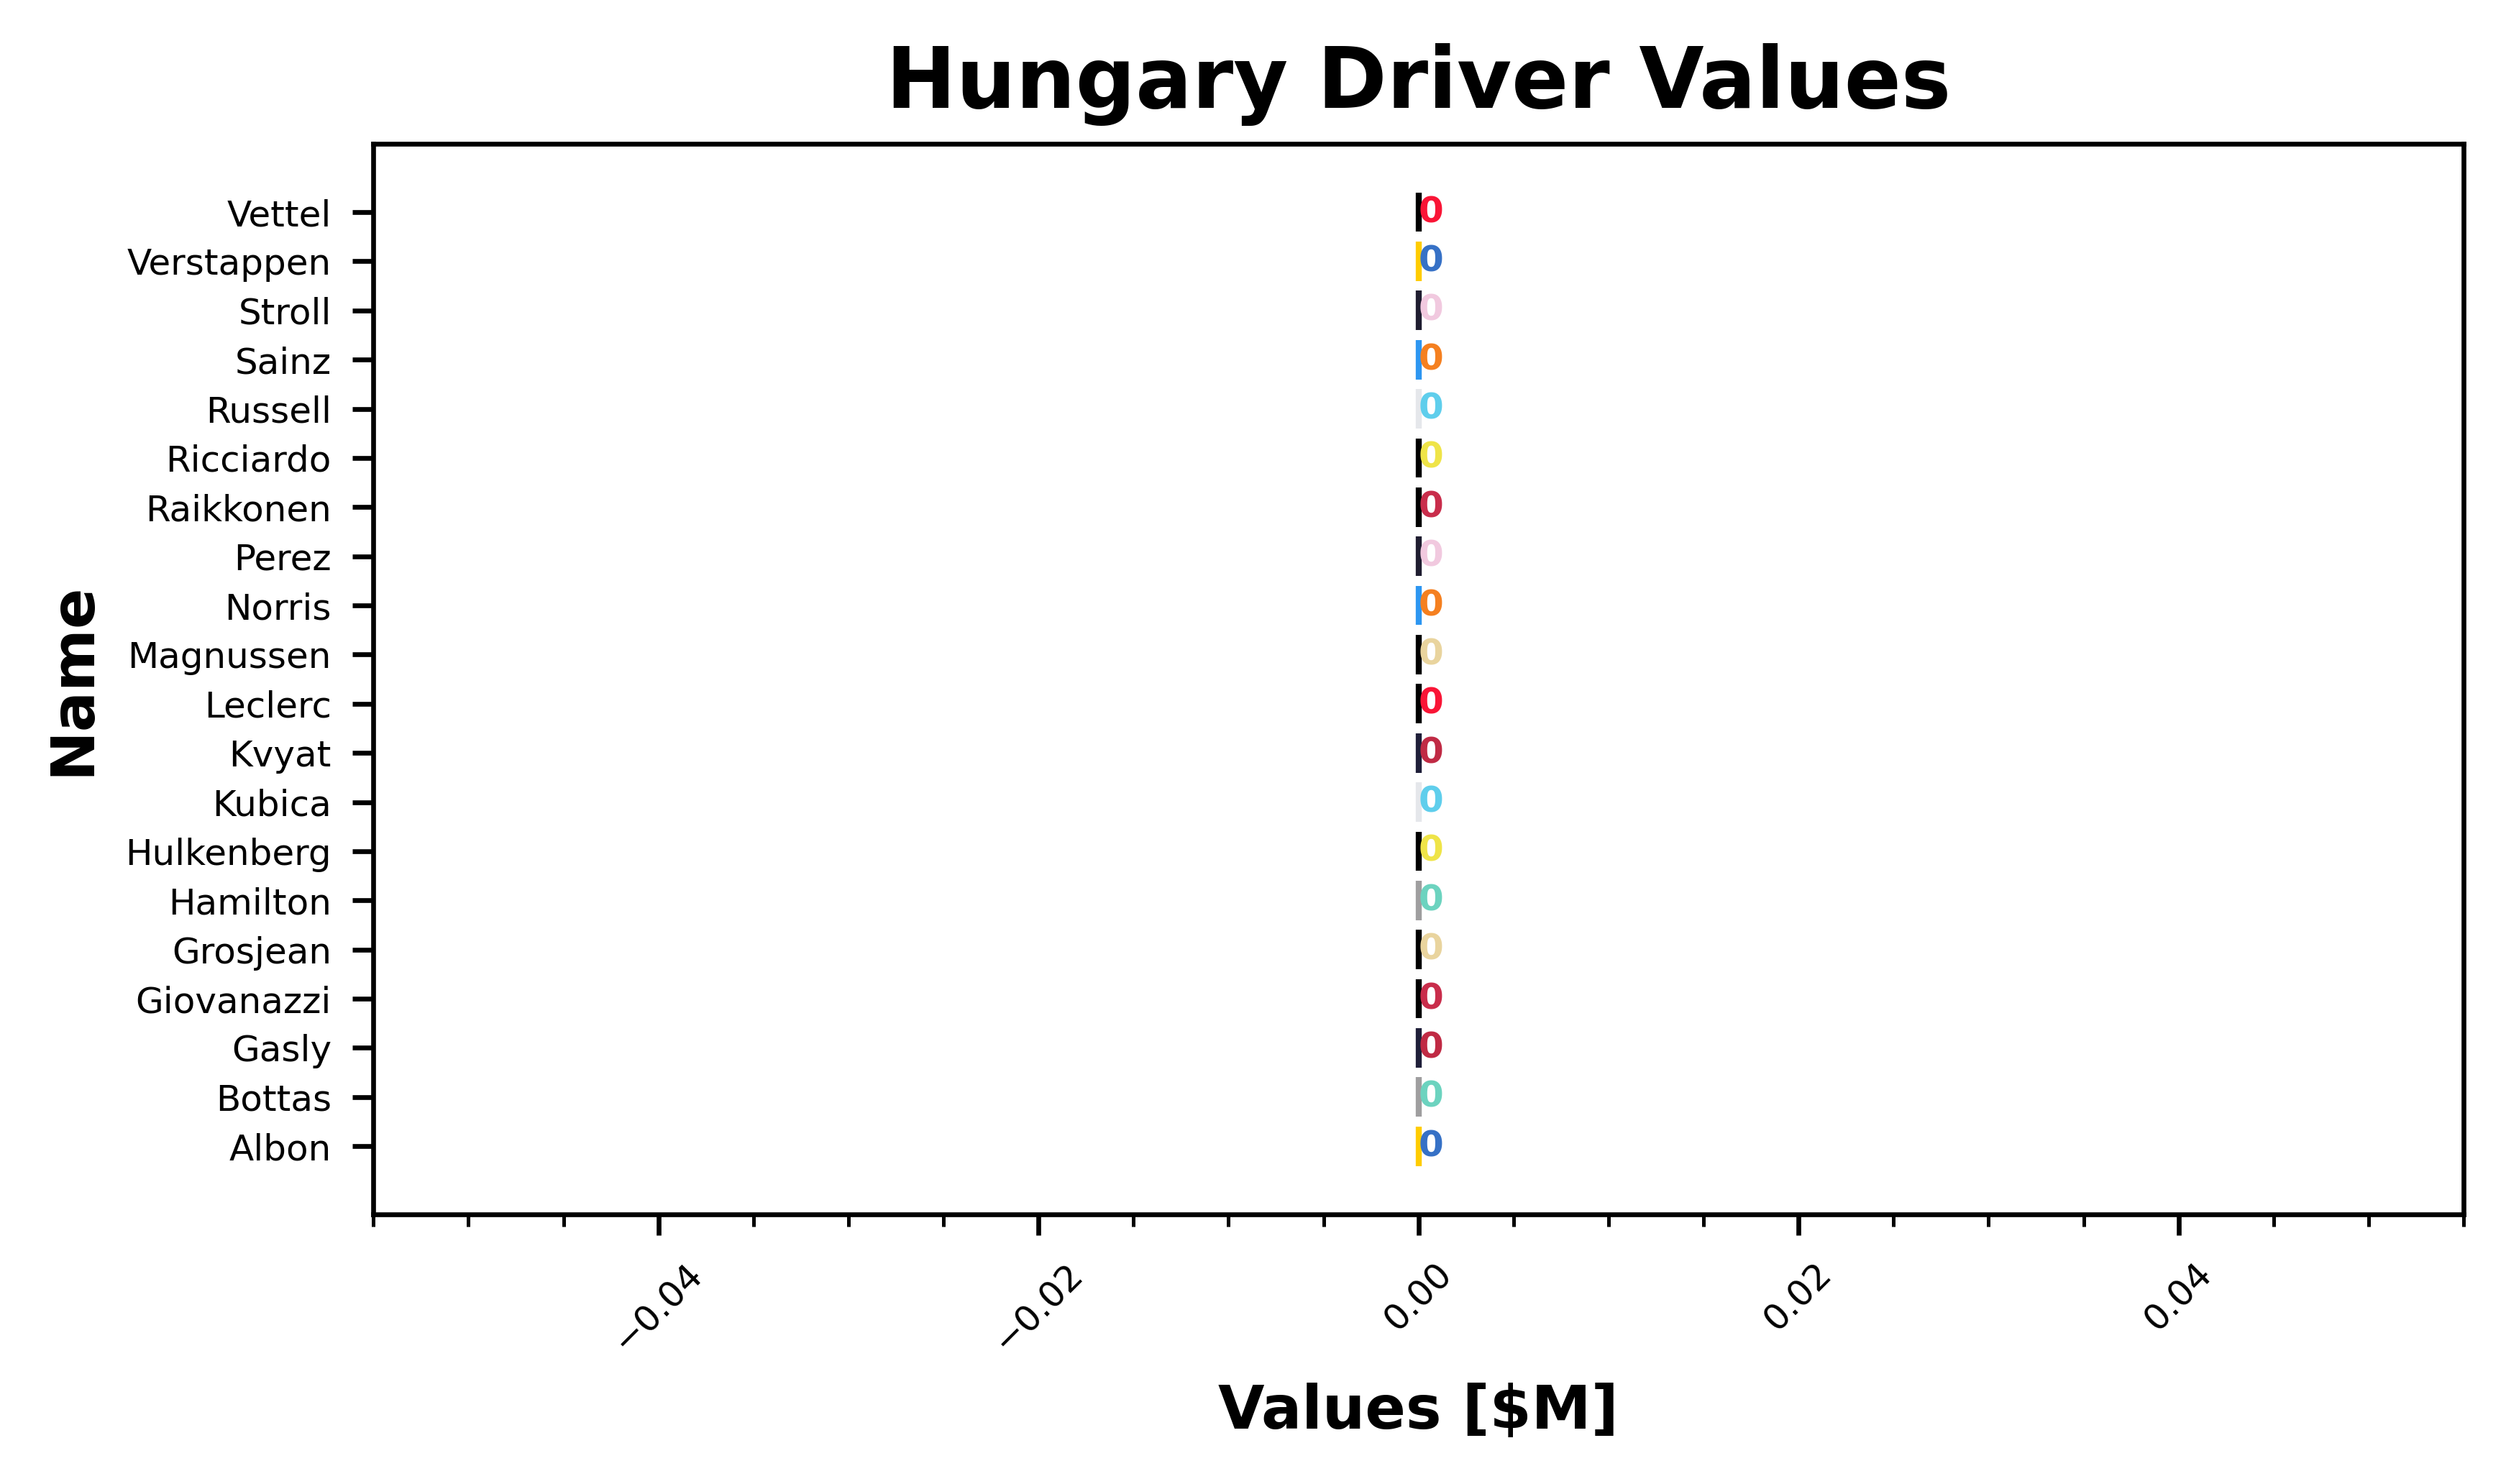 Hungary Driver Values
Name
Vettel 0
Verstappen 0
Stroll 0
Sainz 0
Russell 0
Ricciardo 0
Raikkonen 0
Perez 0
Norris 0
Magnussen 0
Leclerc 0
Kvyat 0
Kubica 0
Hulkenberg 0
Hamilton 0
Grosjean 0
Giovanazzi 0
Gasly 0
Bottas 0
Albon 0
−0.04 −0.02 0.00 0.02 0.04
Values [$M]